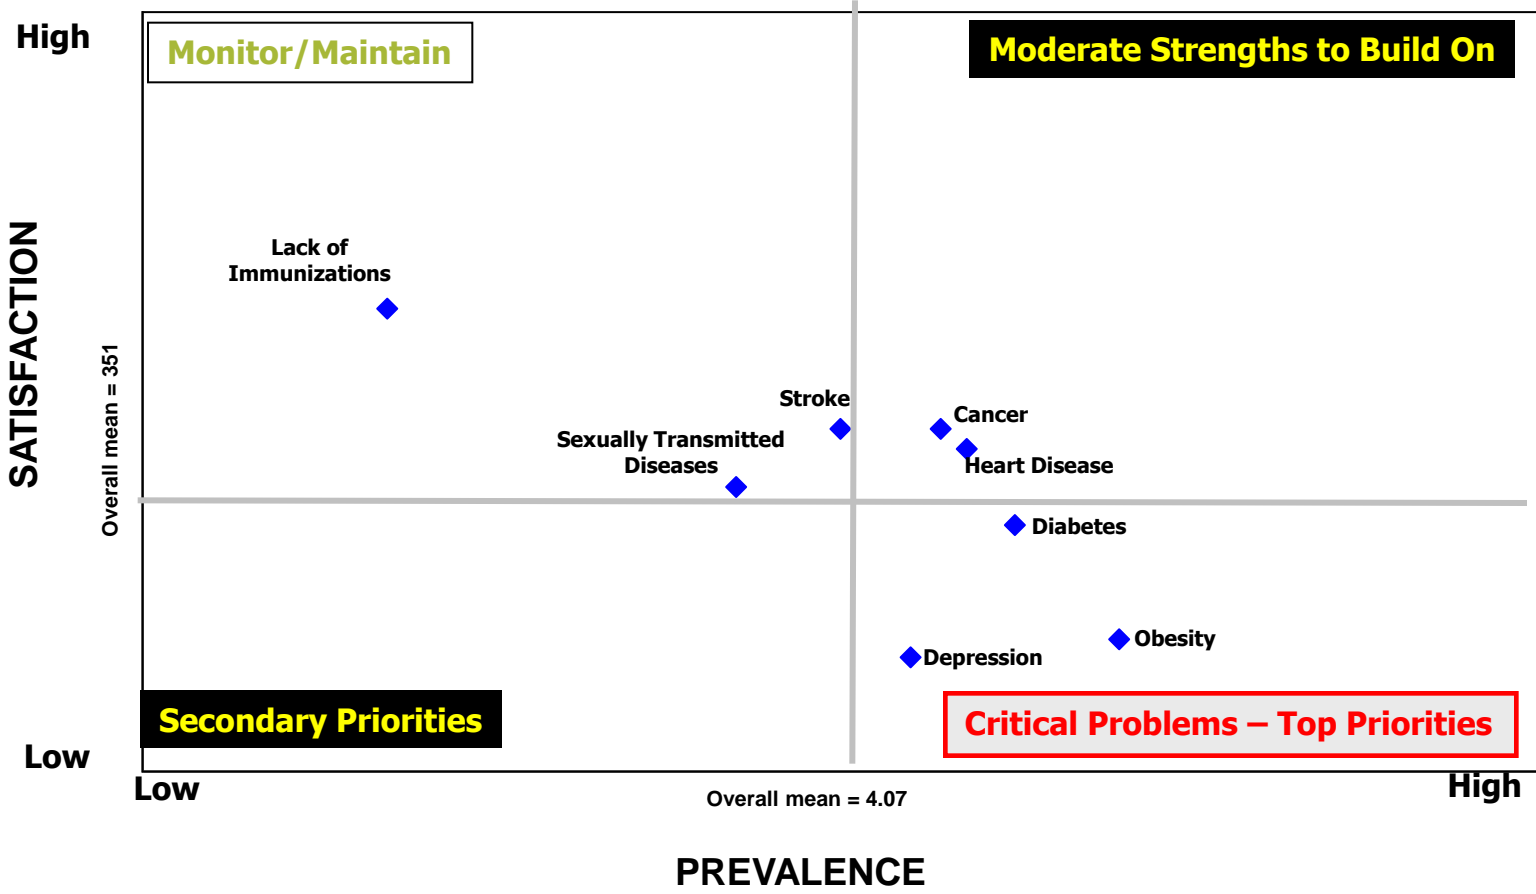 High
Monitor/Maintain
Moderate Strengths to Build On
SATISFACTION
Overall mean = 351
Lack of
Immunizations
Stroke
Cancer
Sexually Transmitted
Diseases
Heart Disease
Diabetes
Obesity
Depression
Secondary Priorities
Critical Problems – Top Priorities
Low
Low
High
Overall mean = 4.07
PREVALENCE